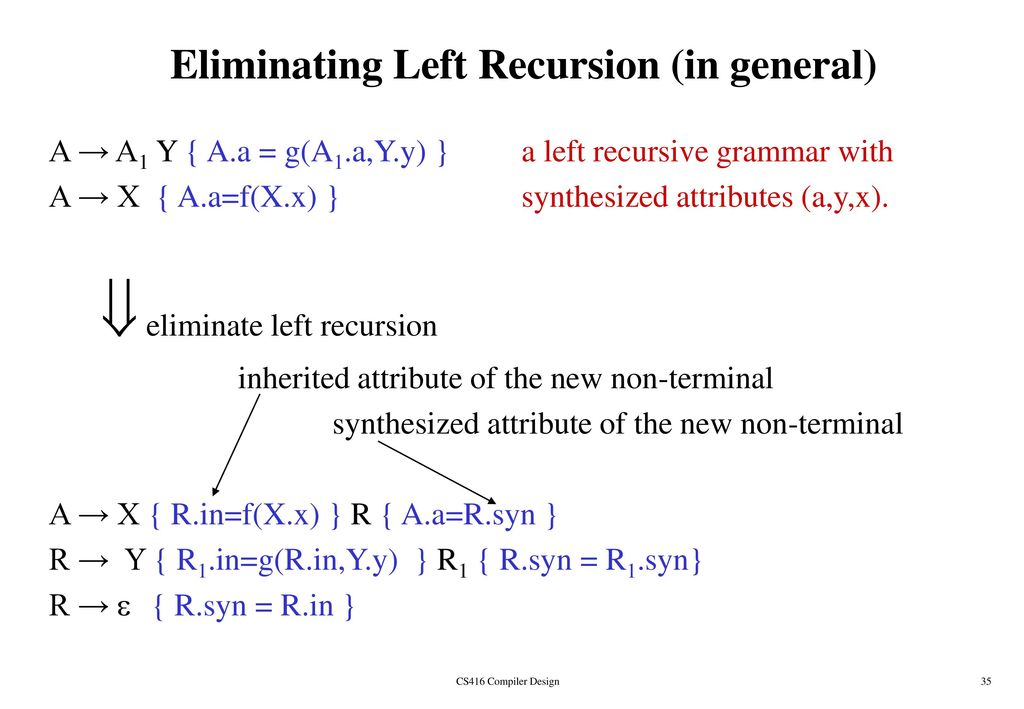 Eliminating Left Recursion (in general)
A → A₁ Y { A.a = g(A₁.a,Y.y) } a left recursive grammar with
A → X { A.a=f(X.x) } synthesized attributes (a,y,x).
⇓ eliminate left recursion
inherited attribute of the new non-terminal
synthesized attribute of the new non-terminal
A → X { R.in=f(X.x) } R { A.a=R.syn }
R → Y { R₁.in=g(R.in,Y.y) } R₁ { R.syn = R₁.syn}
R → ε { R.syn = R.in }
CS416 Compiler Design 35